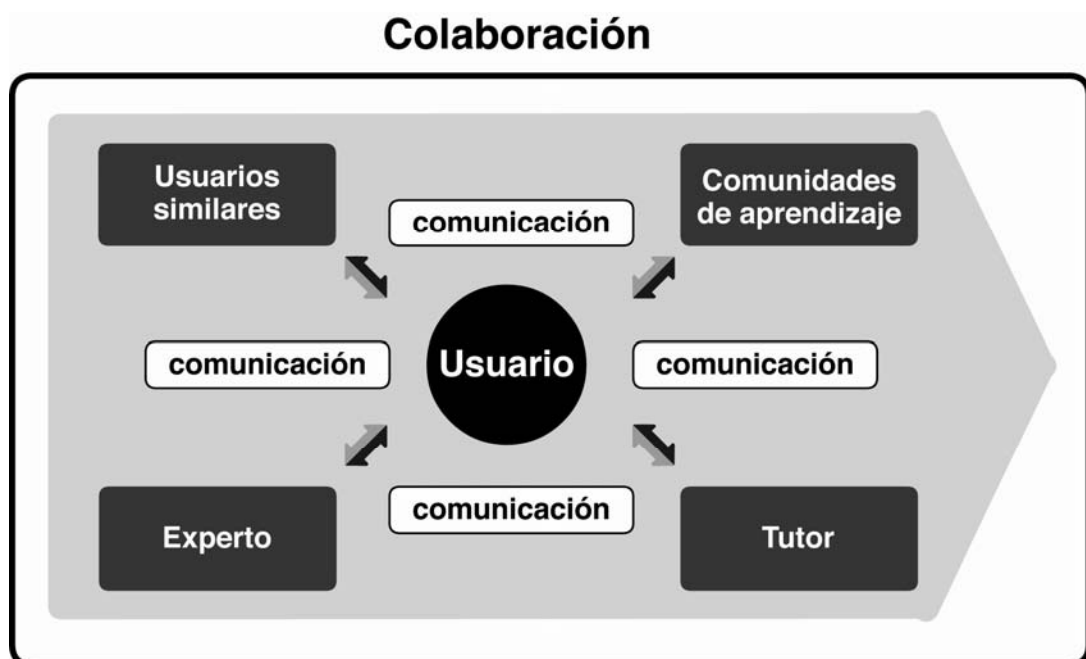 Colaboración
Usuarios
similares
comunicación
Comunidades
de aprendizaje
comunicación
Usuario
comunicación
Experto
comunicación
Tutor